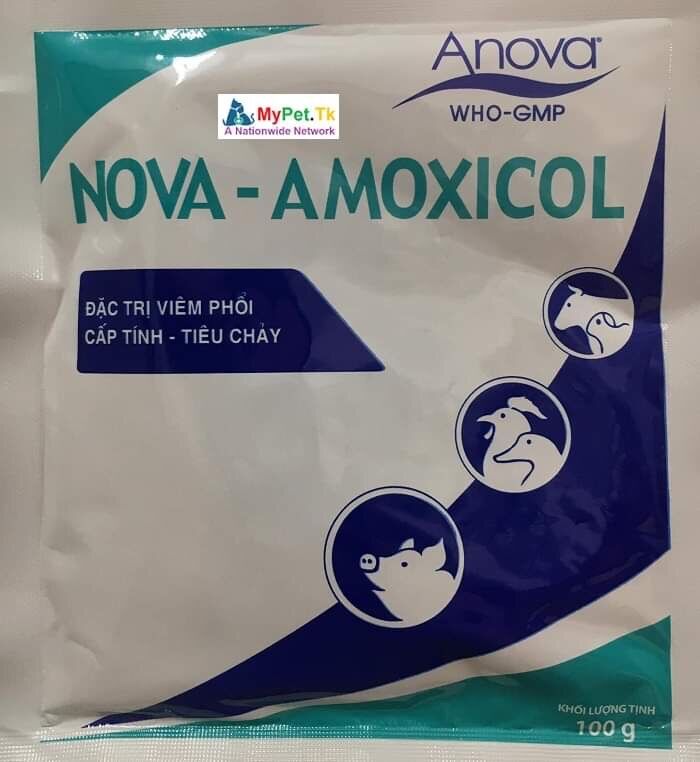 Anova®
MyPet.Tk
A Nationwide Network
WHO-GMP
NOVA - AMOXICOL
ĐẶC TRỊ VIÊM PHỔI
CẤP TÍNH - TIÊU CHẢY
KHỐI LƯỢNG TỊNH
100 g